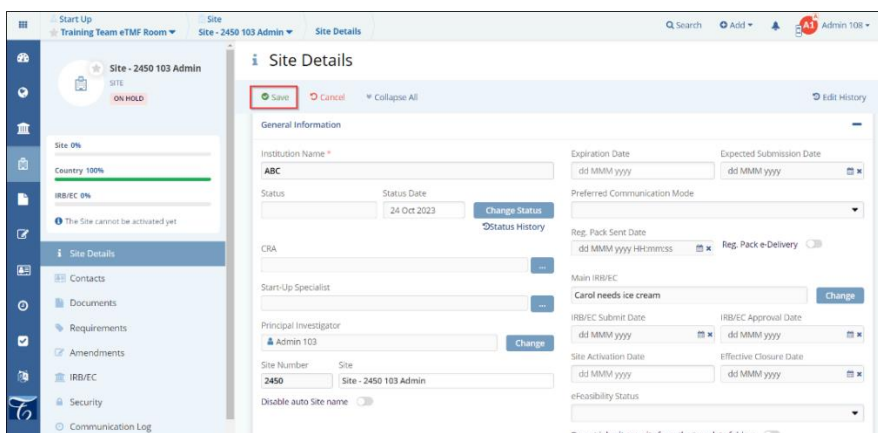 Start Up
Site
Training Team eTMF Room
Site - 2450 103 Admin
Site Details
Search
Add
A1
Admin 108
Site - 2450 103 Admin
SITE
ON HOLD
Site 0%
Country 100%
IRB/EC 0%
The Site cannot be activated yet
Site Details
Contacts
Documents
Requirements
Amendments
IRB/EC
Security
Communication Log
i Site Details
Save
Cancel
Collapse All
Edit History
General Information
Institution Name *
ABC
Status
Status Date
24 Oct 2023
Change Status
Status History
CRA
...
Start-Up Specialist
...
Principal Investigator
Admin 103
Change
Site Number
Site
2450
Site - 2450 103 Admin
Disable auto Site name
Expiration Date
Expected Submission Date
dd MMM yyyy
dd MMM yyyy
Preferred Communication Mode
Reg. Pack Sent Date
dd MMM yyyy HH:mm:ss
Reg. Pack e-Delivery
Main IRB/EC
Carol needs ice cream
Change
IRB/EC Submit Date
IRB/EC Approval Date
dd MMM yyyy
dd MMM yyyy
Site Activation Date
Effective Closure Date
dd MMM yyyy
dd MMM yyyy
eFeasibility Status